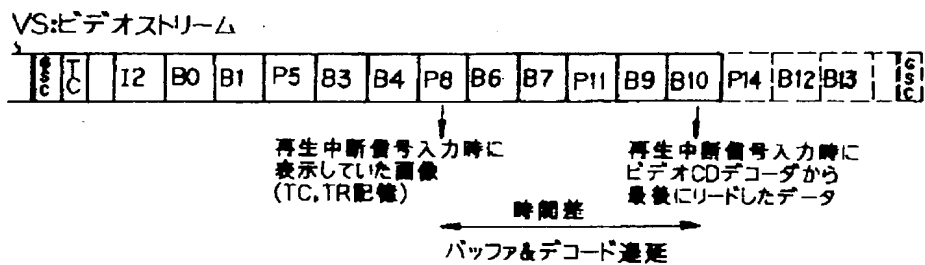 VS:ビデオストリーム
GSC TC I2 B0 B1 P5 B3 B4 P8 B6 B7 P11 B9 B10 P14 B12 B13 GSC
再生中断信号入力時に
表示していた画像
(TC,TR記憶)
再生中断信号入力時に
ビデオCDデコーダから
最後にリードしたデータ
時間差
バッファ&デコード遅延